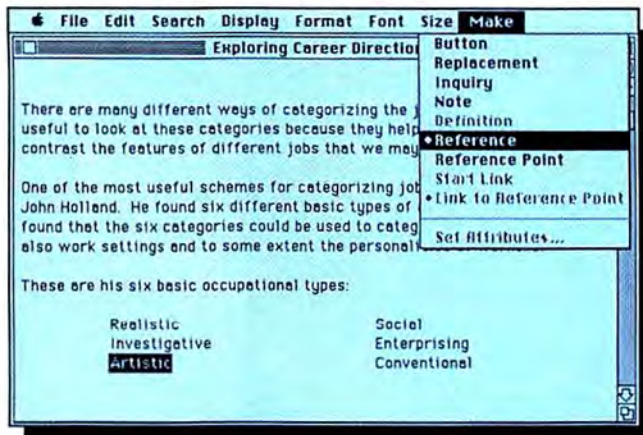 File Edit Search Display Format Font Size Make
Exploring Career Direction
Button
Replacement
Inquiry
Note
Definition
Reference
Reference Point
Start Link
Link to Reference Point
Set Attributes...
There are many different ways of categorizing the j
useful to look at these categories because they help
contrast the features of different jobs that we may
One of the most useful schemes for categorizing jo
John Holland. He found six different basic types of
found that the six categories could be used to categ
also work settings and to some extent the personali
These are his six basic occupational types:
Realistic Social
Investigative Enterprising
Artistic Conventional